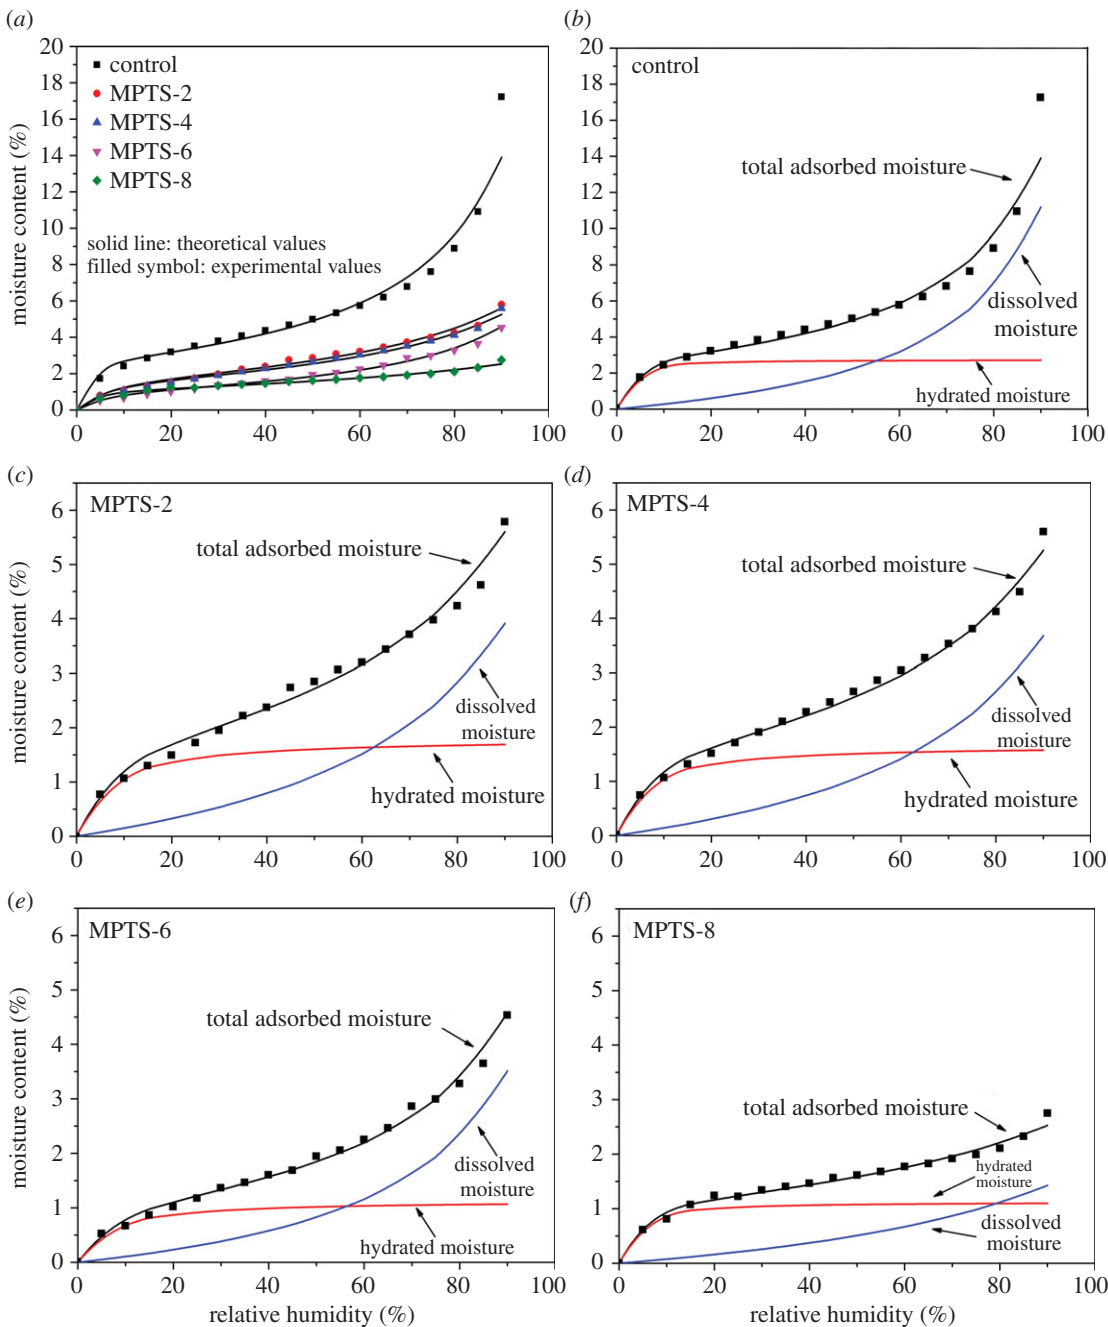 (a)
20
18
16
14
12
10
8
6
4
2
0
moisture content (%)
control
MPTS-2
MPTS-4
MPTS-6
MPTS-8
solid line: theoretical values
filled symbol: experimental values
0 20 40 60 80 100
(b)
20
18
16
14
12
10
8
6
4
2
0
control
total adsorbed moisture
dissolved
moisture
hydrated moisture
0 20 40 60 80 100
(c)
6
5
4
3
2
1
0
moisture content (%)
MPTS-2
total adsorbed moisture
dissolved
moisture
hydrated moisture
0 20 40 60 80 100
(d)
6
5
4
3
2
1
0
MPTS-4
total adsorbed moisture
dissolved
moisture
hydrated moisture
0 20 40 60 80 100
(e)
6
5
4
3
2
1
0
moisture content (%)
MPTS-6
total adsorbed moisture
dissolved
moisture
hydrated moisture
0 20 40 60 80 100
relative humidity (%)
(f)
6
5
4
3
2
1
0
MPTS-8
total adsorbed moisture
hydrated
moisture
dissolved
moisture
0 20 40 60 80 100
relative humidity (%)